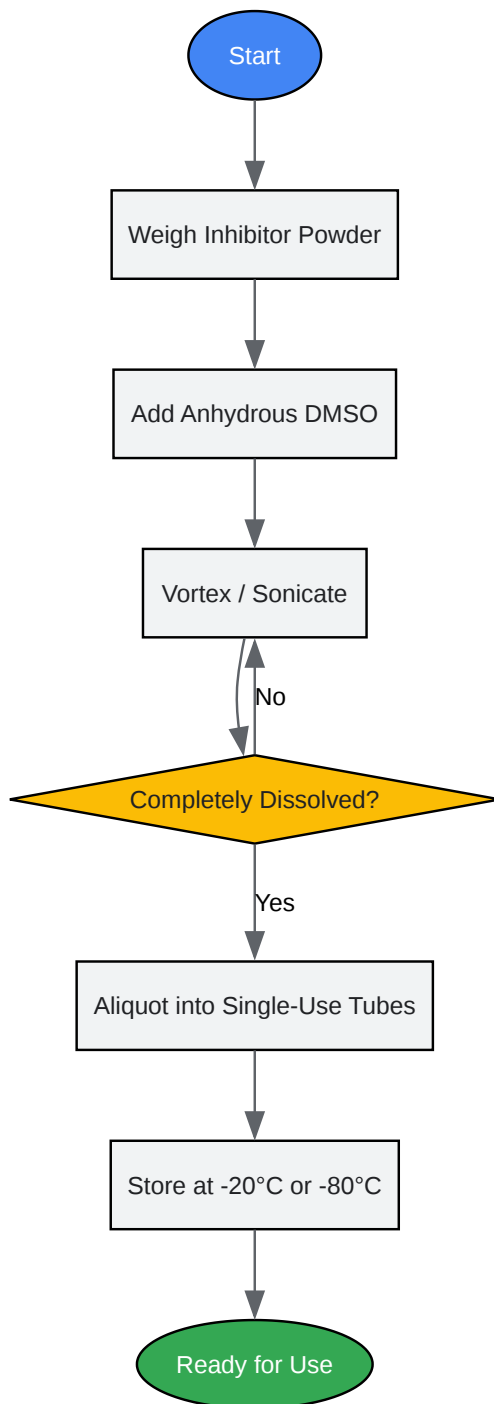 Start
Weigh Inhibitor Powder
Add Anhydrous DMSO
Vortex / Sonicate
No
Completely Dissolved?
Yes
Aliquot into Single-Use Tubes
Store at -20°C or -80°C
Ready for Use